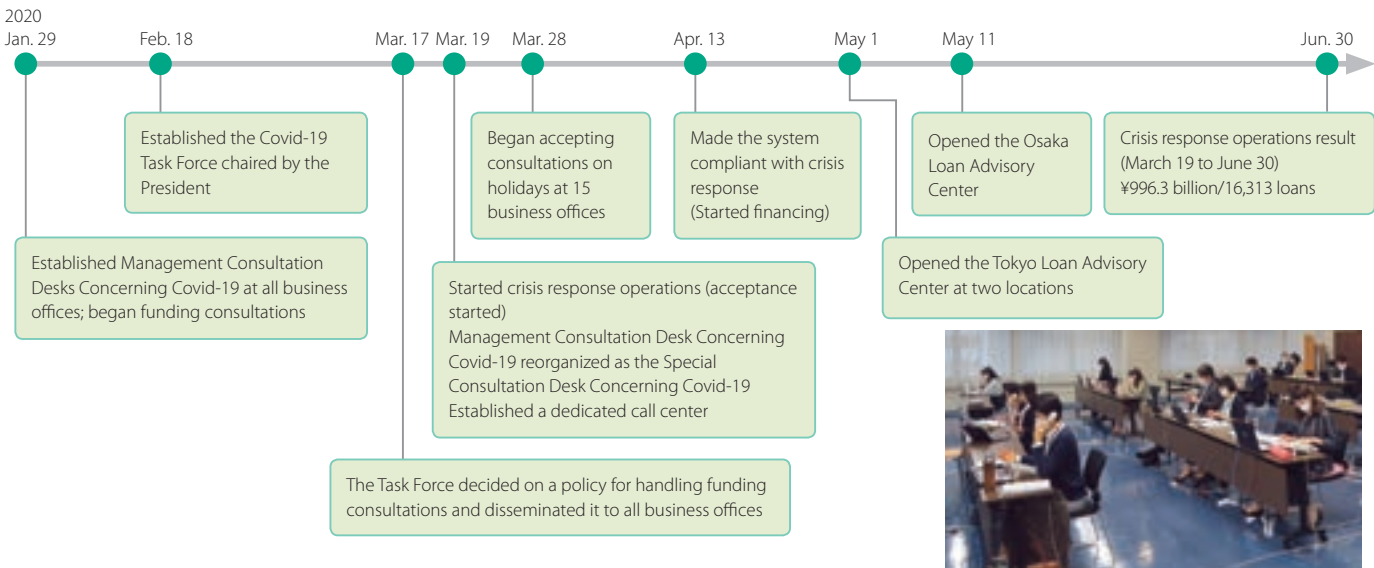 2020
Jan. 29
Feb. 18
Mar. 17
Mar. 19
Mar. 28
Apr. 13
May 1
May 11
Jun. 30
Established the Covid-19
Task Force chaired by the
President
Began accepting
consultations on
holidays at 15
business offices
Made the system
compliant with crisis
response
(Started financing)
Opened the Osaka
Loan Advisory
Center
Crisis response operations result
(March 19 to June 30)
¥996.3 billion/16,313 loans
Established Management Consultation
Desks Concerning Covid-19 at all business
offices; began funding consultations
Started crisis response operations (acceptance
started)
Management Consultation Desk Concerning
Covid-19 reorganized as the Special
Consultation Desk Concerning Covid-19
Established a dedicated call center
Opened the Tokyo Loan Advisory
Center at two locations
The Task Force decided on a policy for handling funding
consultations and disseminated it to all business offices